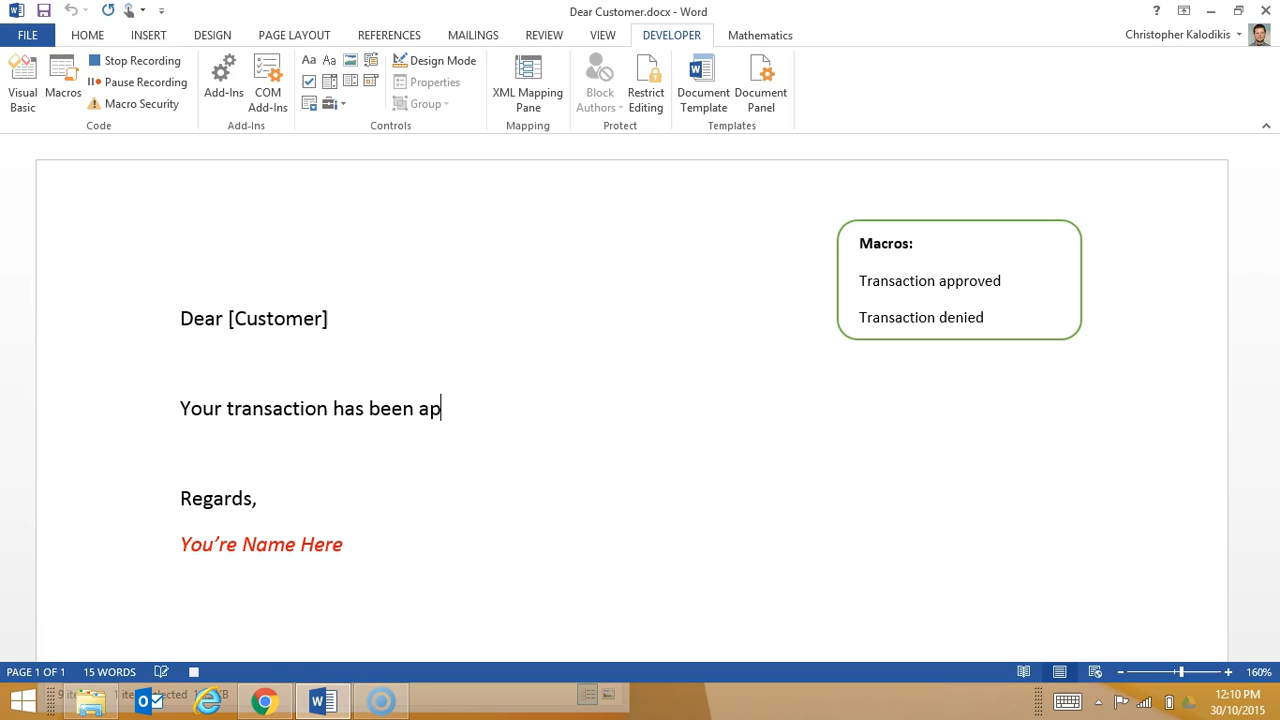 Dear Customer.docx - Word
?
FILE HOME INSERT DESIGN PAGE LAYOUT REFERENCES MAILINGS REVIEW VIEW DEVELOPER Mathematics Christopher Kalodikis
Visual Basic
Macros
Stop Recording
Pause Recording
Macro Security
Code
Add-Ins
COM Add-Ins
Add-Ins
Aa Aa
Design Mode
Properties
Group
Controls
XML Mapping Pane
Mapping
Block Authors
Restrict Editing
Protect
Document Template
Document Panel
Templates
Macros:
Transaction approved
Transaction denied
Dear [Customer]
Your transaction has been ap
Regards,
You’re Name Here
PAGE 1 OF 1 15 WORDS 160%
12:10 PM
30/10/2015